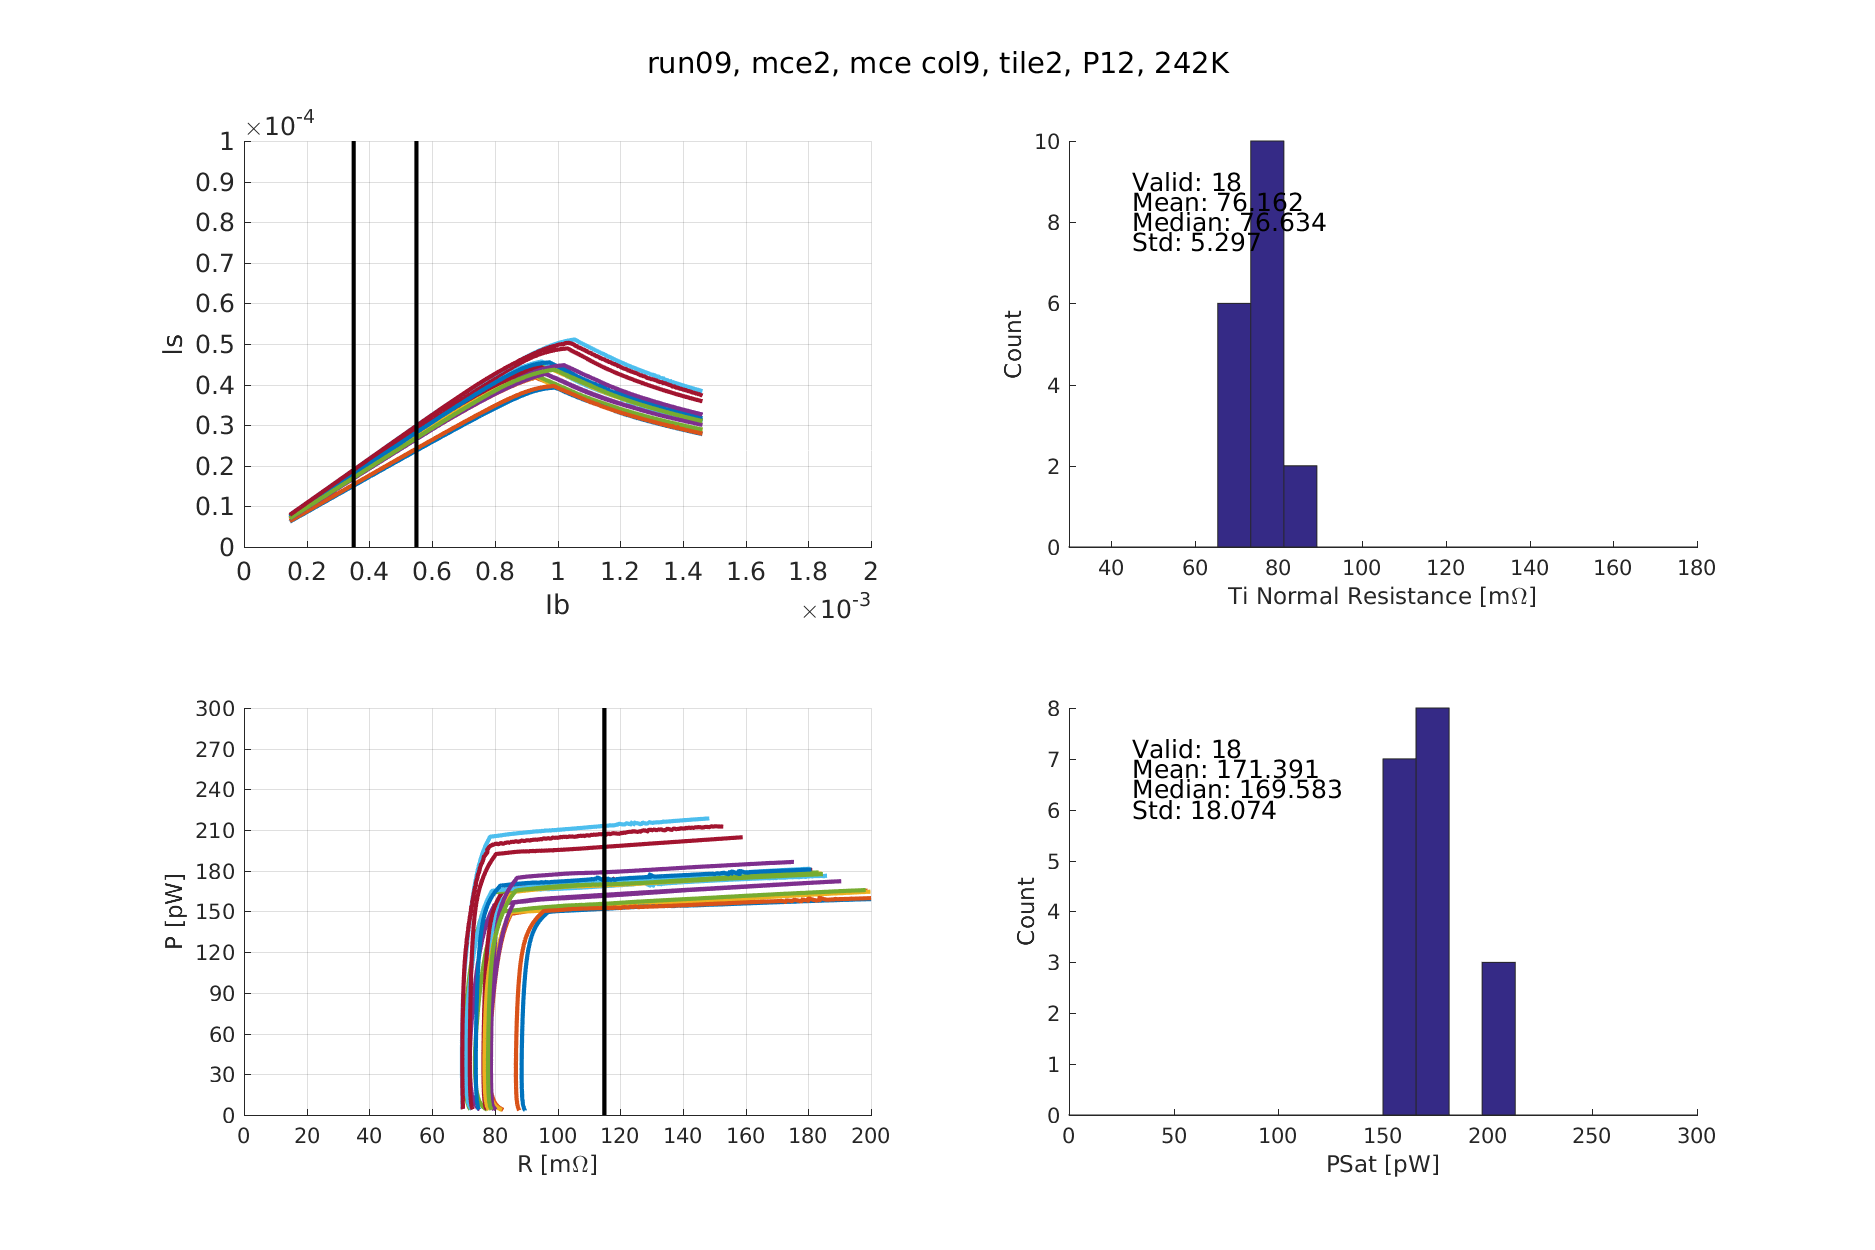 run09, mce2, mce col9, tile2, P12, 242K
×10-4
1
0.9
0.8
0.7
0.6
0.5
0.4
0.3
0.2
0.1
0
Is
0 0.2 0.4 0.6 0.8 1 1.2 1.4 1.6 1.8 2
Ib
×10-3
10
8
6
4
2
0
Count
Valid: 18
Mean: 76.162
Median: 76.634
Std: 5.297
40 60 80 100 120 140 160 180
Ti Normal Resistance [mΩ]
300
270
240
210
180
150
120
90
60
30
0
P [pW]
0 20 40 60 80 100 120 140 160 180 200
R [mΩ]
8
7
6
5
4
3
2
1
0
Count
Valid: 18
Mean: 171.391
Median: 169.583
Std: 18.074
0 50 100 150 200 250 300
PSat [pW]